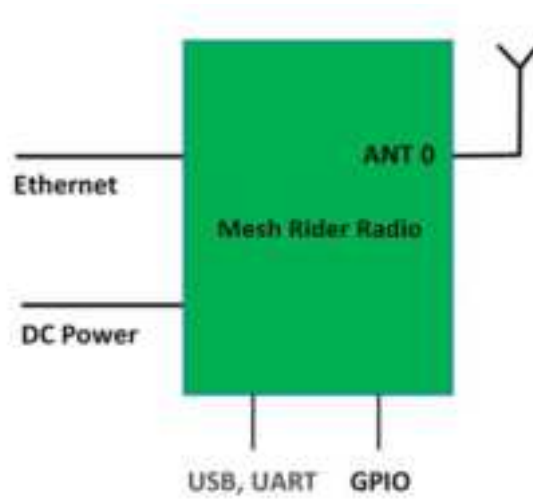 ANT 0
Ethernet
Mesh Rider Radio
DC Power
USB, UART GPIO